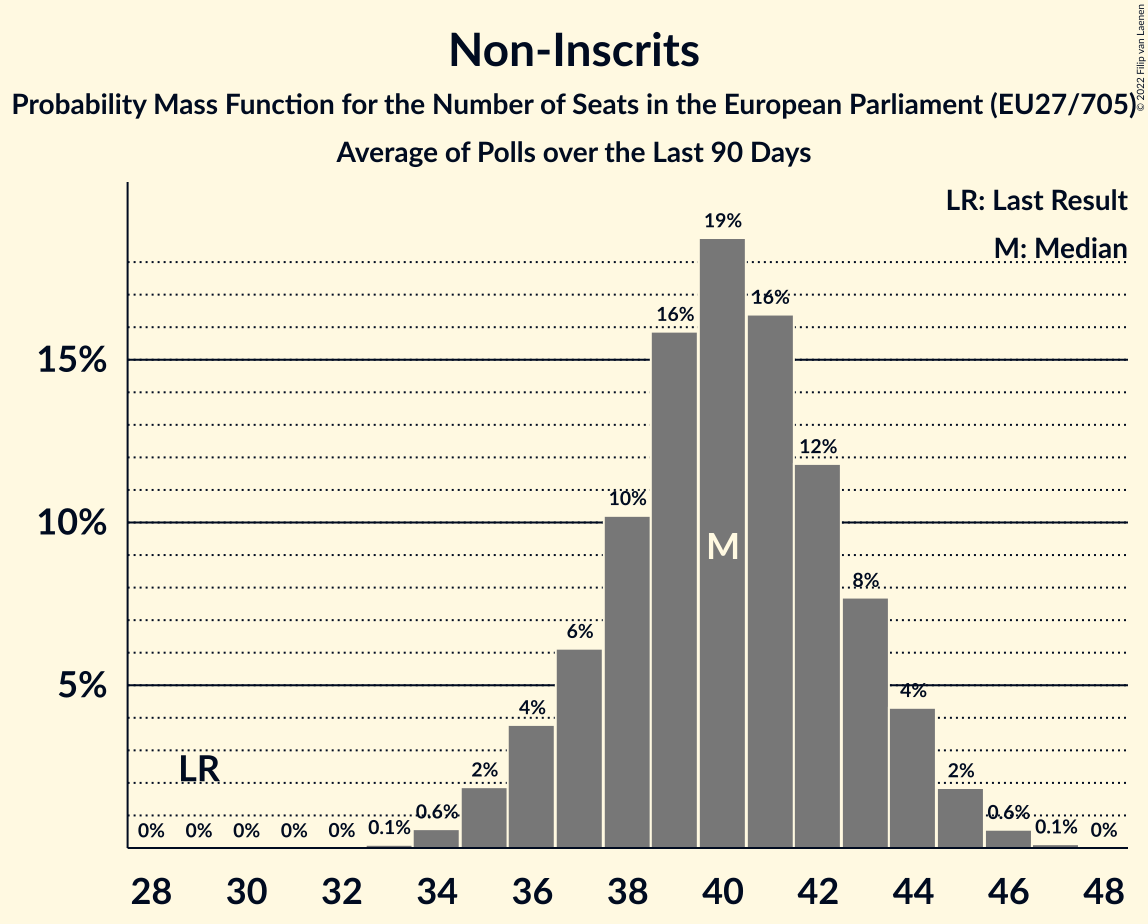 Non-Inscrits
Probability Mass Function for the Number of Seats in the European Parliament (EU27/705)
Average of Polls over the Last 90 Days
© 2022 Filip van Laenen
LR: Last Result
M: Median
19%
16%
16%
15%
12%
10%
10%
M
8%
6%
5%
4%
4%
LR
2%
2%
0%
0%
0%
0%
0%
0.1%
0.6%
0.6%
0.1%
0%
28 30 32 34 36 38 40 42 44 46 48